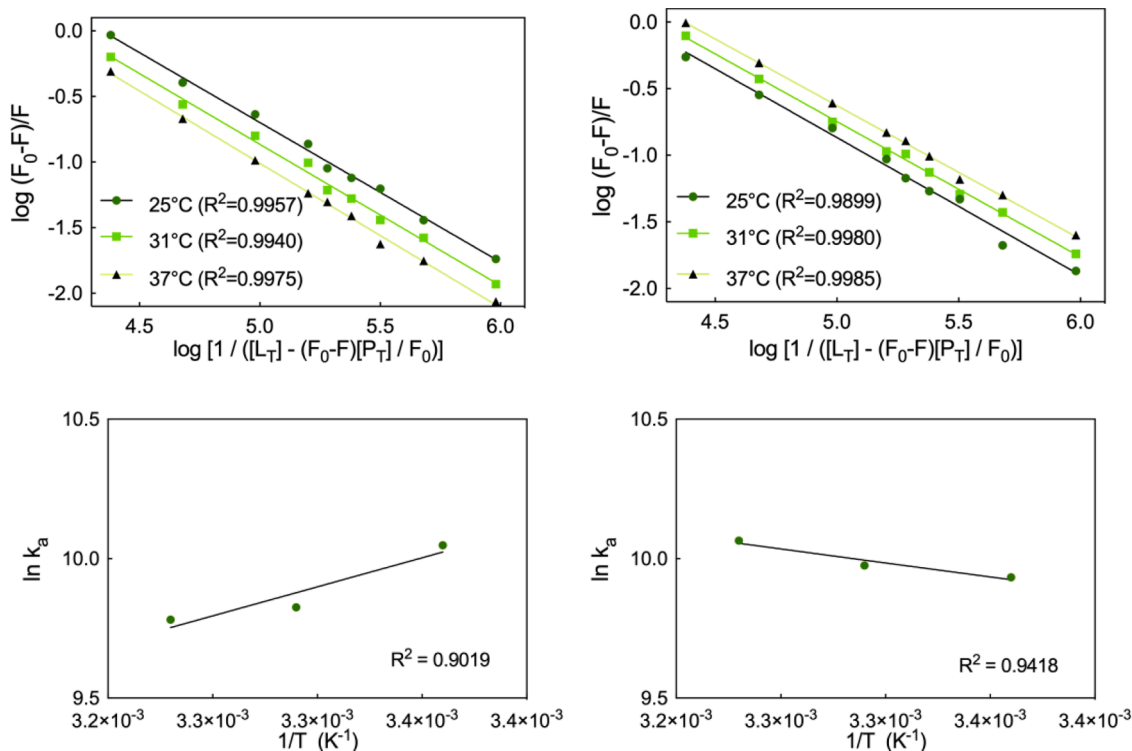 0.0
-0.5
-1.0
-1.5
-2.0
log (F₀-F)/F
25°C (R²=0.9957)
31°C (R²=0.9940)
37°C (R²=0.9975)
4.5 5.0 5.5 6.0
log [1 / ([L_T] - (F₀-F)[P_T] / F₀)]
0.0
-0.5
-1.0
-1.5
-2.0
log (F₀-F)/F
25°C (R²=0.9899)
31°C (R²=0.9980)
37°C (R²=0.9985)
4.5 5.0 5.5 6.0
log [1 / ([L_T] - (F₀-F)[P_T] / F₀)]
10.5
10.0
9.5
ln kₐ
R² = 0.9019
3.2×10⁻³ 3.3×10⁻³ 3.3×10⁻³ 3.4×10⁻³ 3.4×10⁻³
1/T (K⁻¹)
10.5
10.0
9.5
ln kₐ
R² = 0.9418
3.2×10⁻³ 3.3×10⁻³ 3.3×10⁻³ 3.4×10⁻³ 3.4×10⁻³
1/T (K⁻¹)